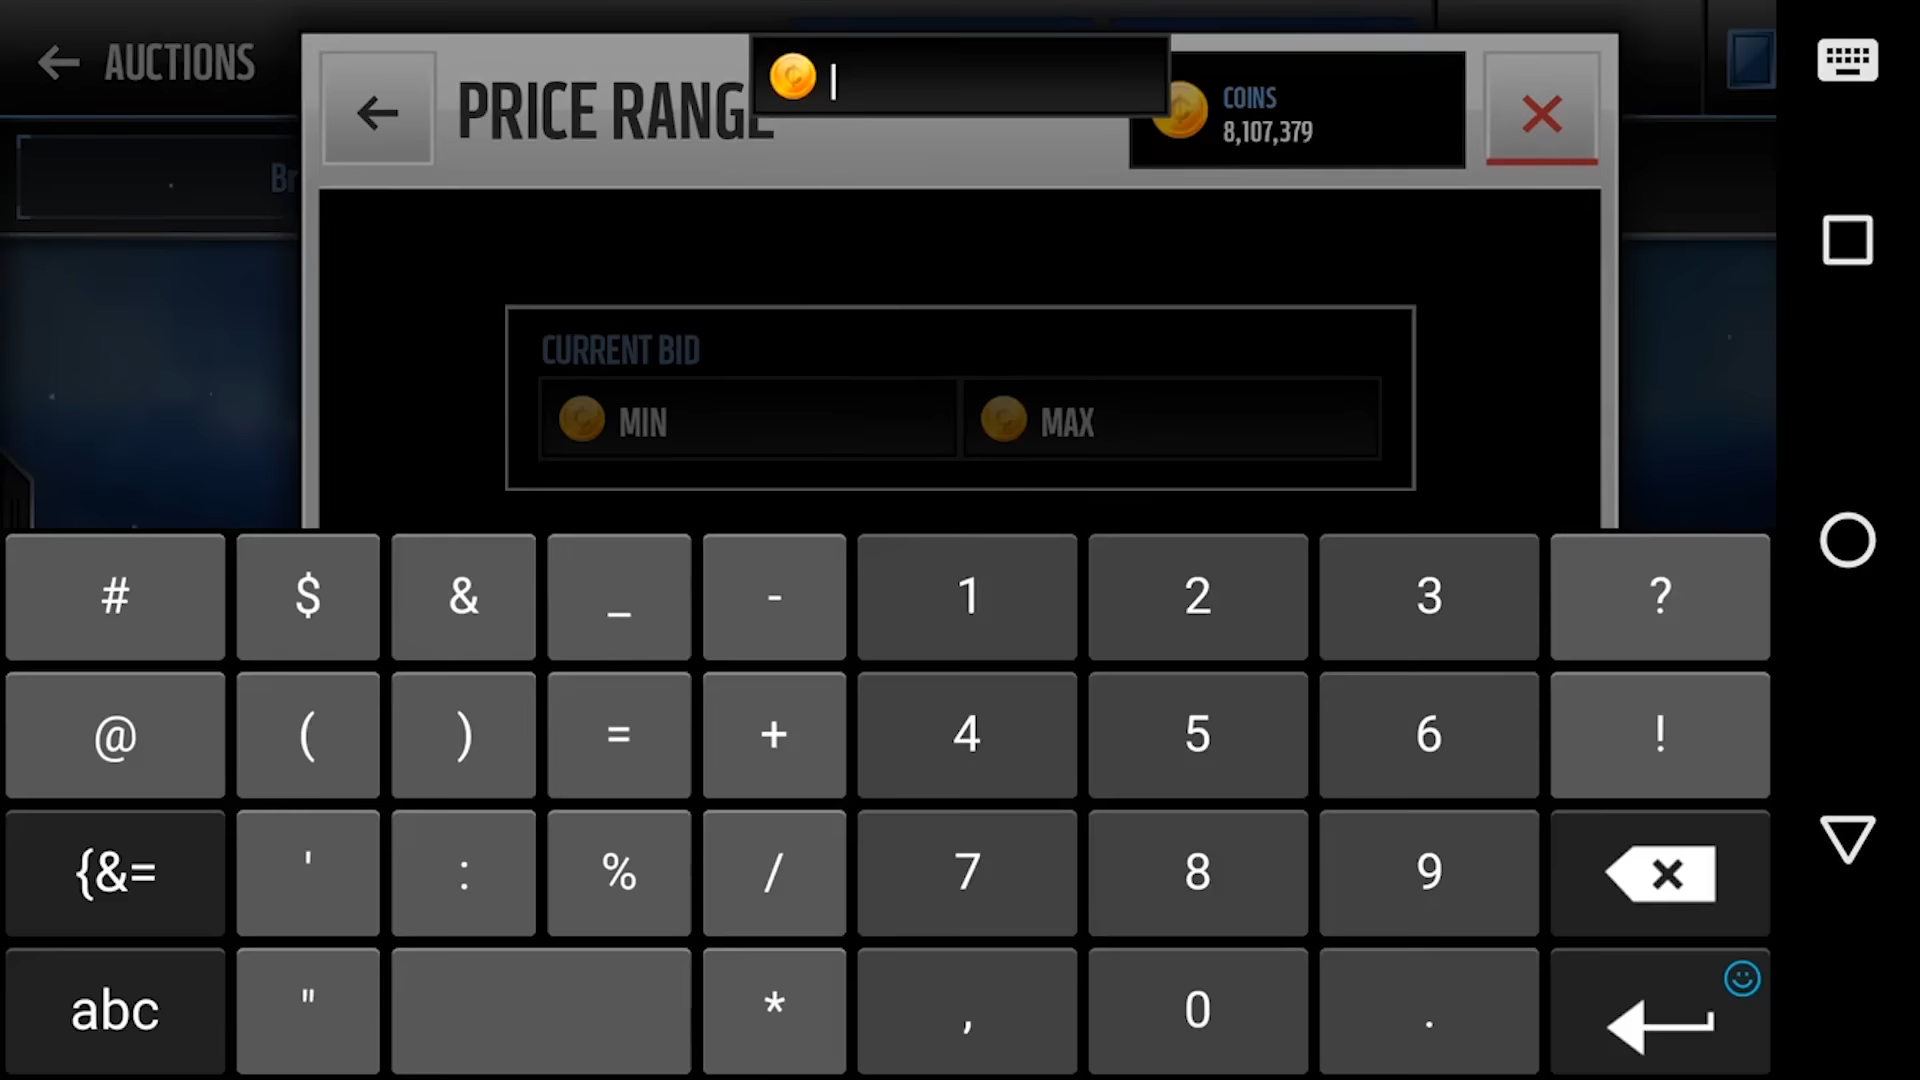 AUCTIONS
PRICE RANGE
COINS
8,107,379
Br
CURRENT BID
MIN
MAX
# $ & _ - 1 2 3 ?
@ ( ) = + 4 5 6 !
{&= ' : % / 7 8 9
abc " * , 0 .